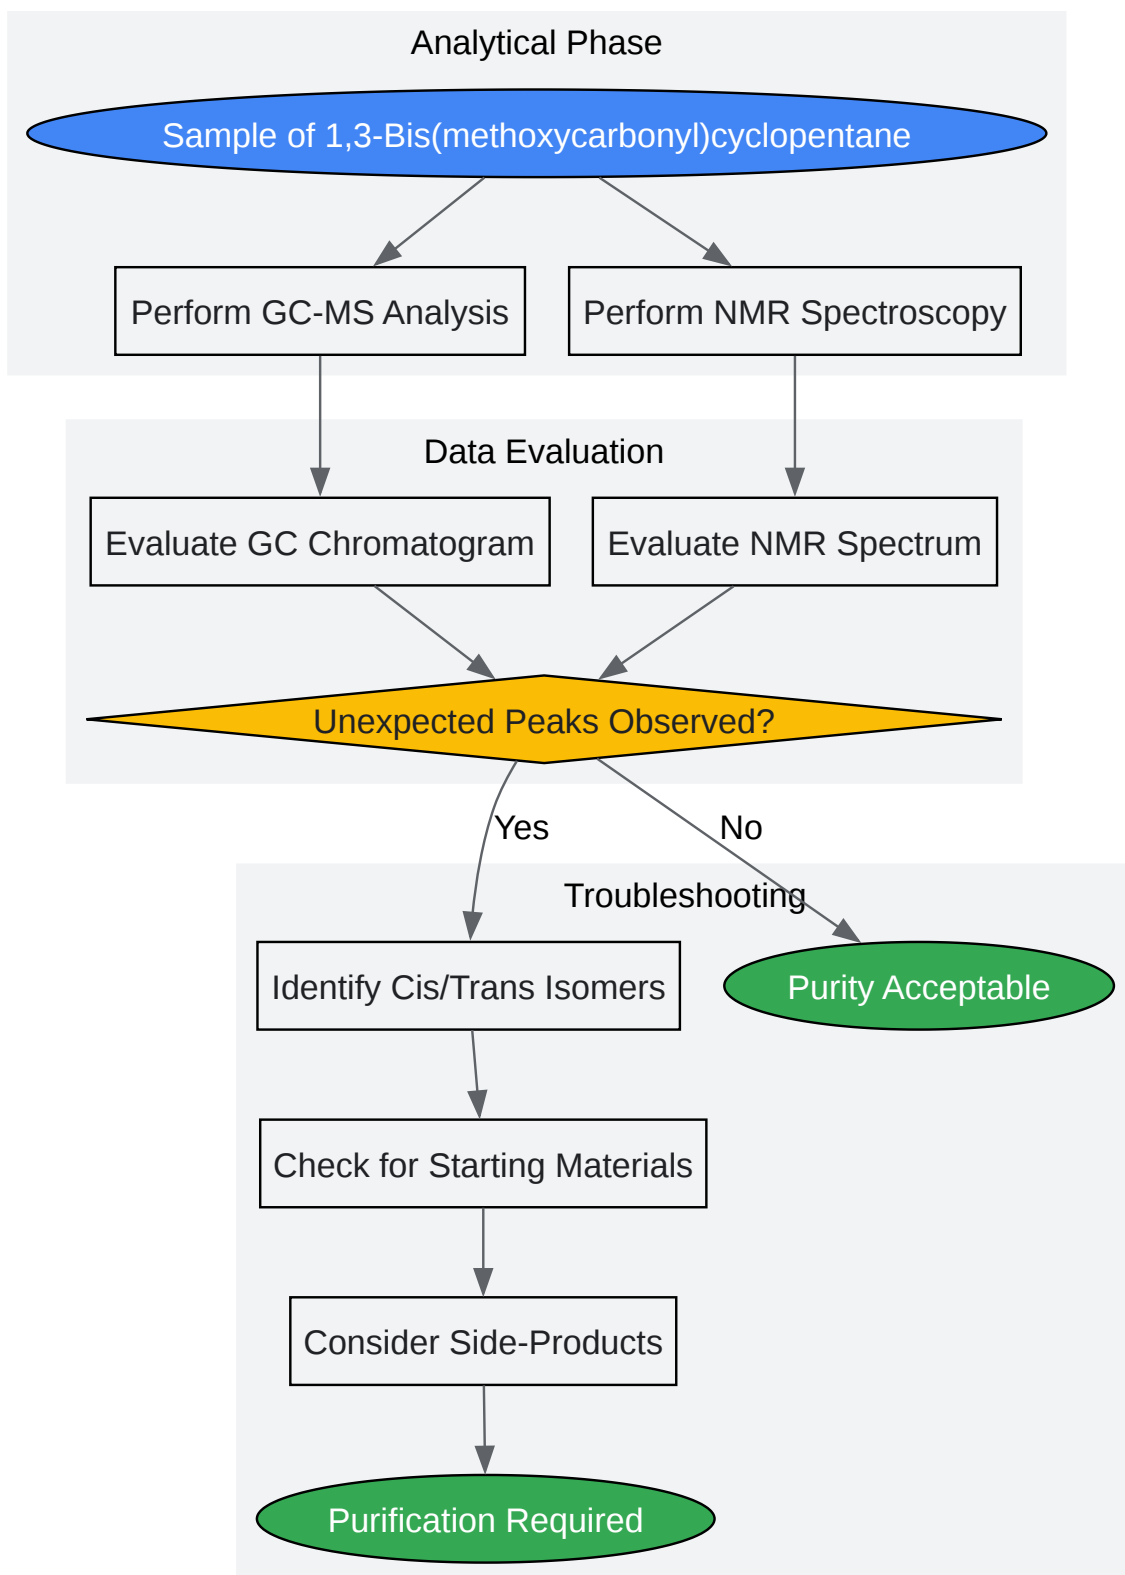 Analytical Phase
Sample of 1,3-Bis(methoxycarbonyl)cyclopentane
Perform GC-MS Analysis
Perform NMR Spectroscopy
Data Evaluation
Evaluate GC Chromatogram
Evaluate NMR Spectrum
Unexpected Peaks Observed?
Yes
No
Troubleshooting
Identify Cis/Trans Isomers
Purity Acceptable
Check for Starting Materials
Consider Side-Products
Purification Required